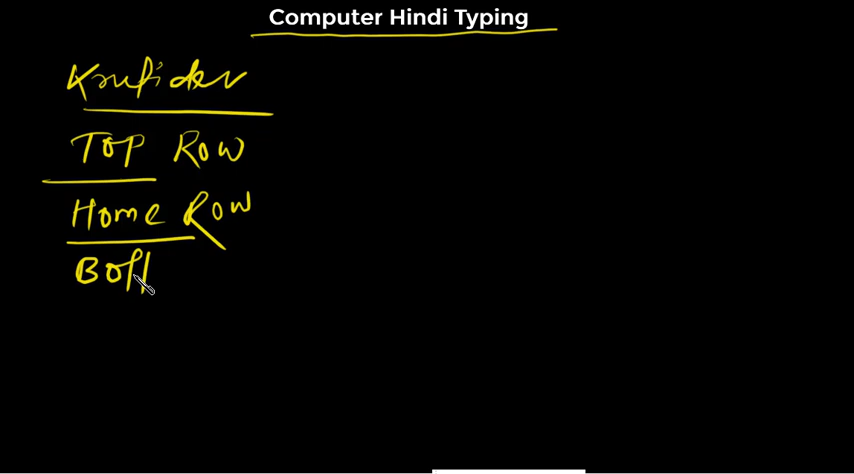 Computer Hindi Typing
Krutidev
TOP Row
Home Row
Bott